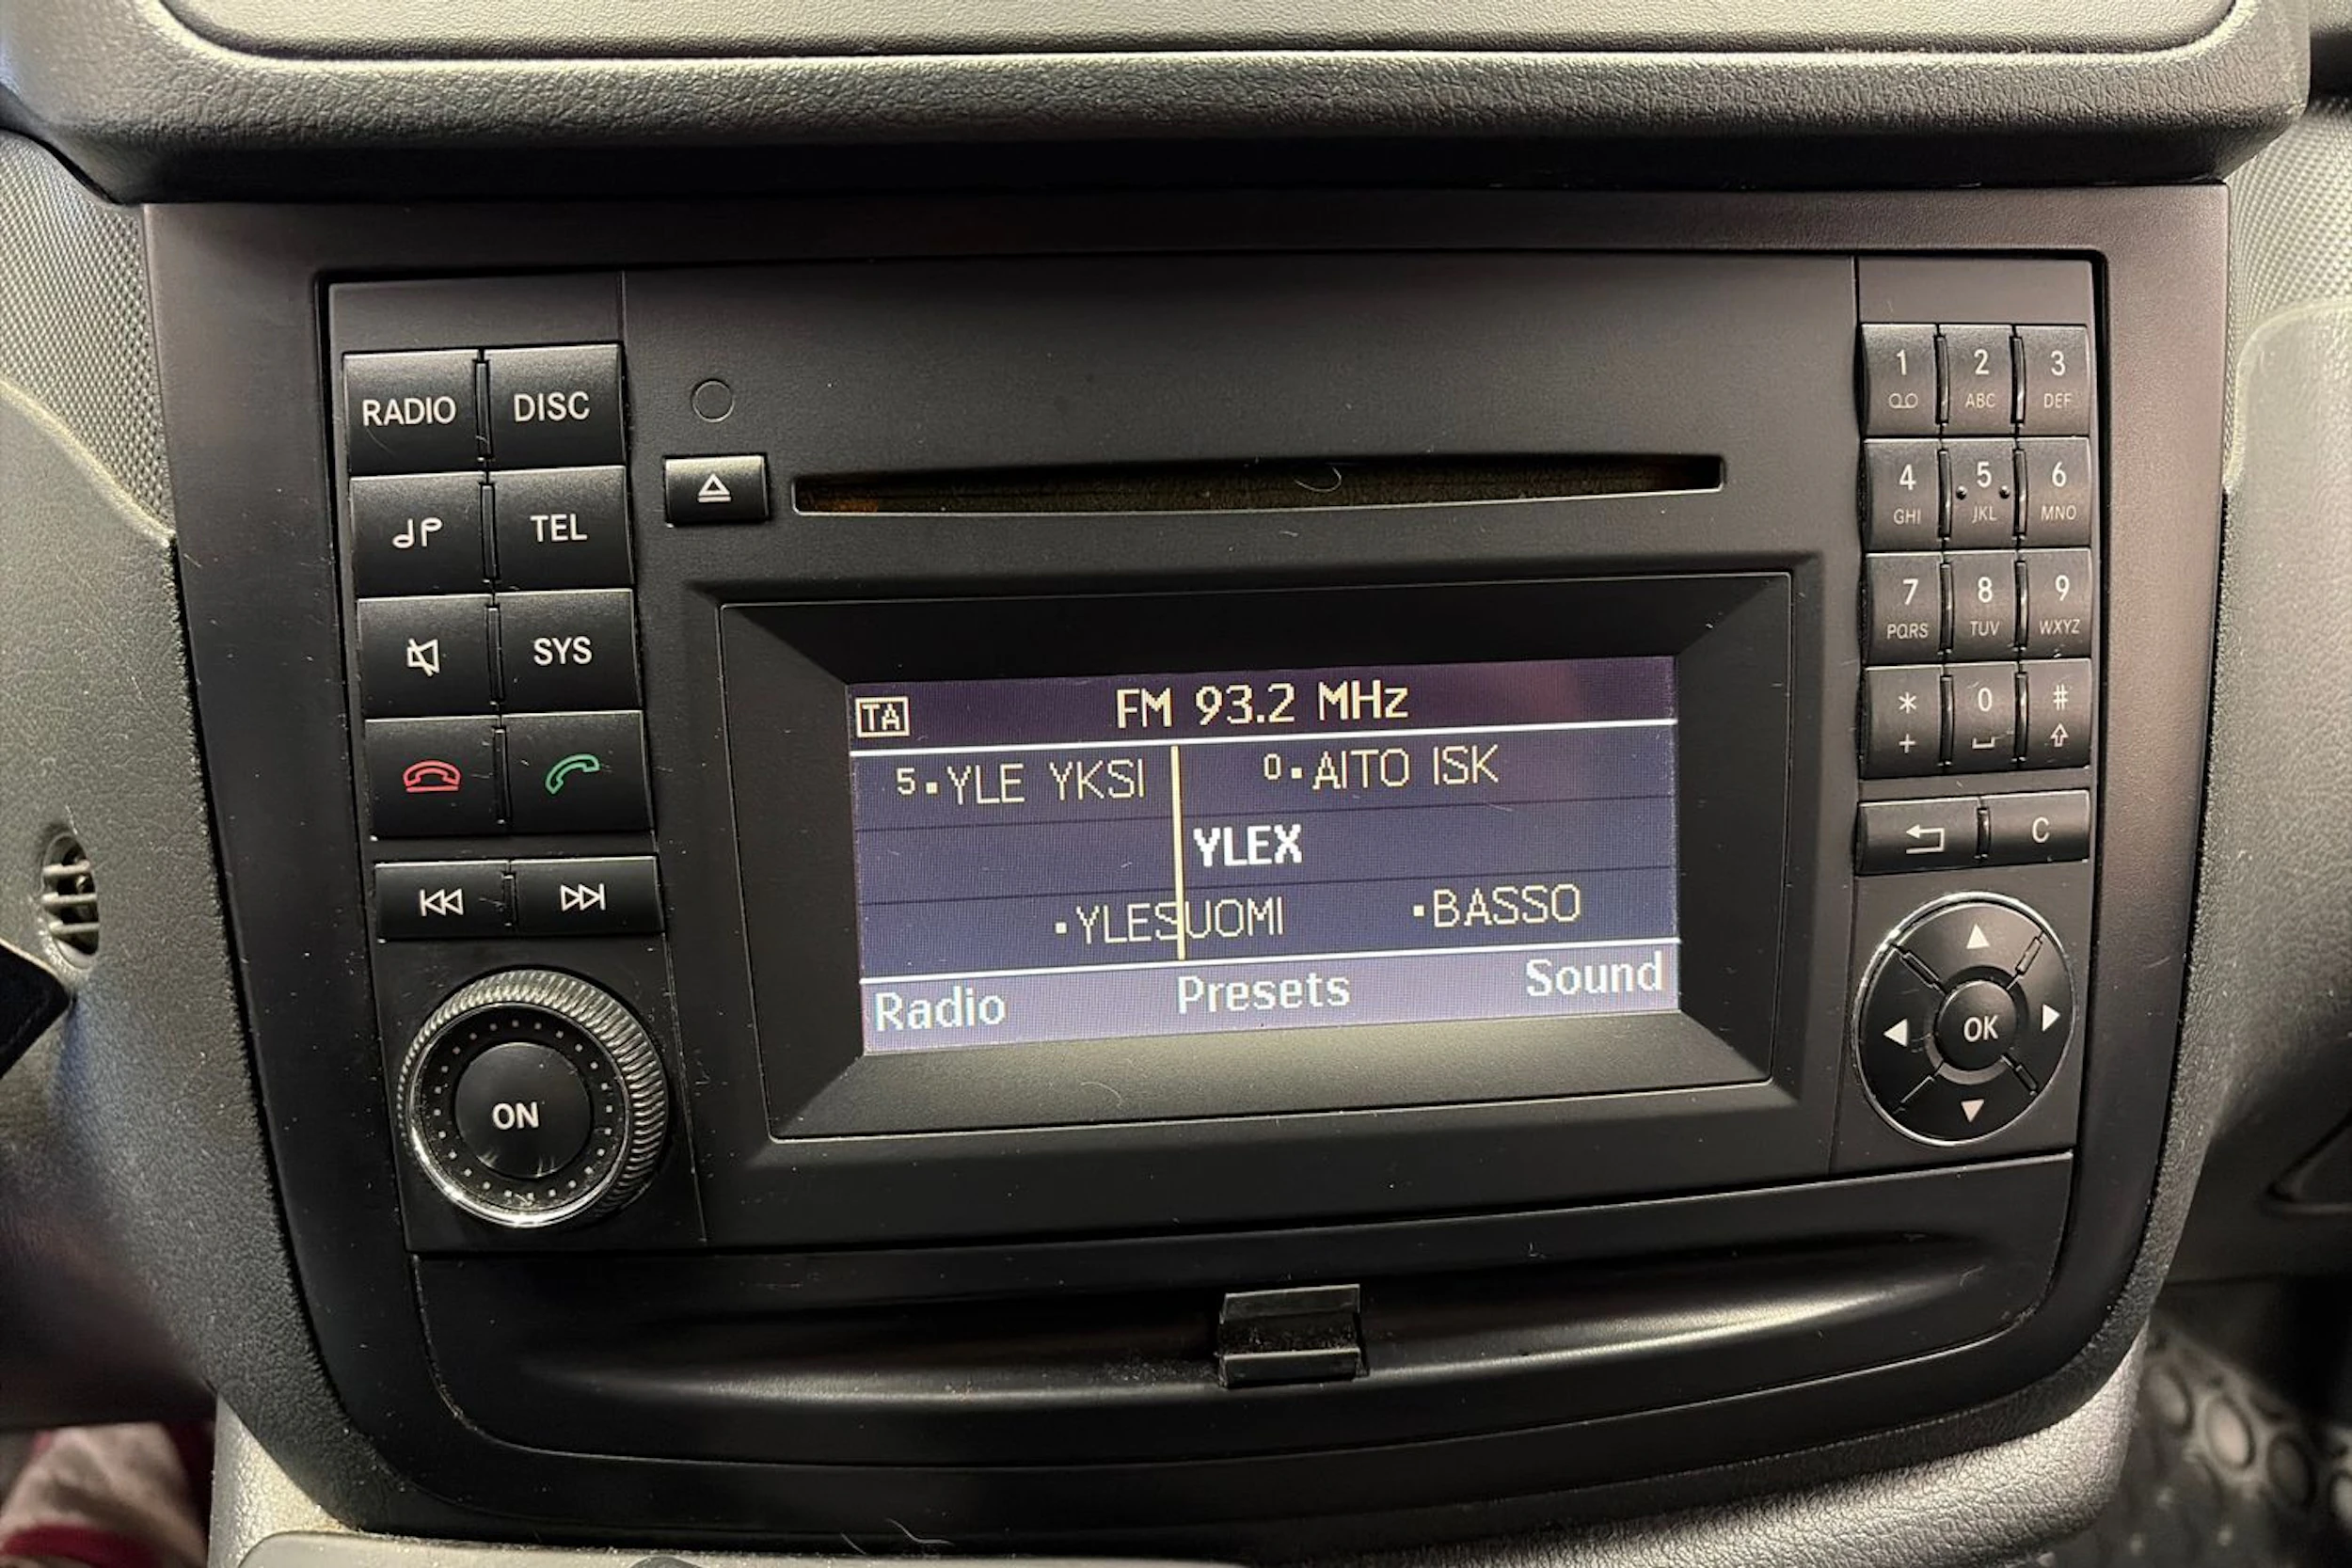 RADIO DISC
TEL
SYS
ON
TA FM 93.2 MHz
5 YLE YKSI 0 AITO ISK
YLEX
YLESUOMI BASSO
Radio Presets Sound
1 2 3
ABC DEF
4 5 6
GHI JKL MNO
7 8 9
PQRS TUV WXYZ
* 0 #
+
C
OK